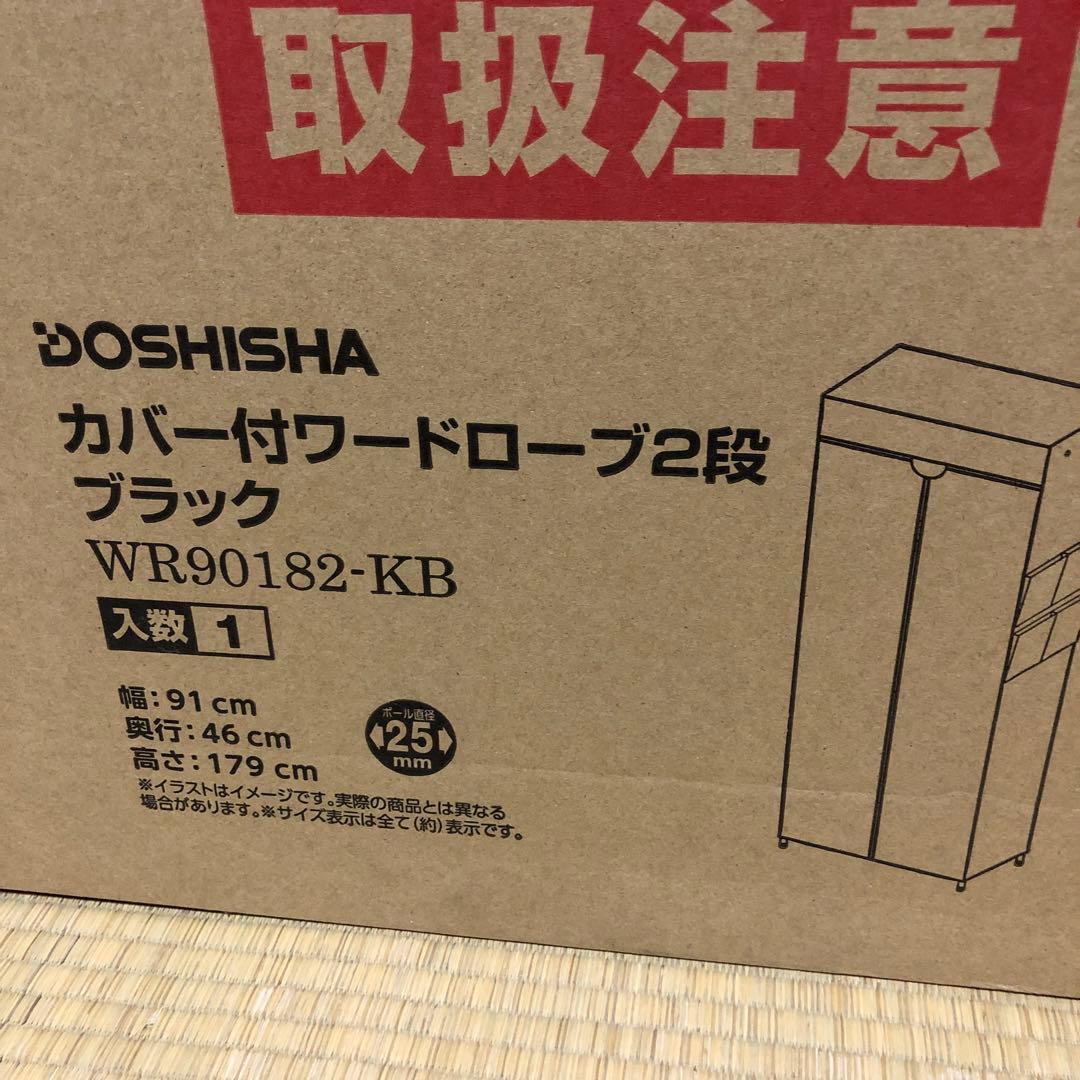 取扱注意
DOSHISHA
カバー付ワードローブ2段
ブラック
WR90182-KB
入数 1
幅：91 cm
奥行：46 cm
高さ：179 cm
ポール直径
25
mm
※イラストはイメージです。実際の商品とは異なる
場合があります。※サイズ表示は全て（約）表示です。